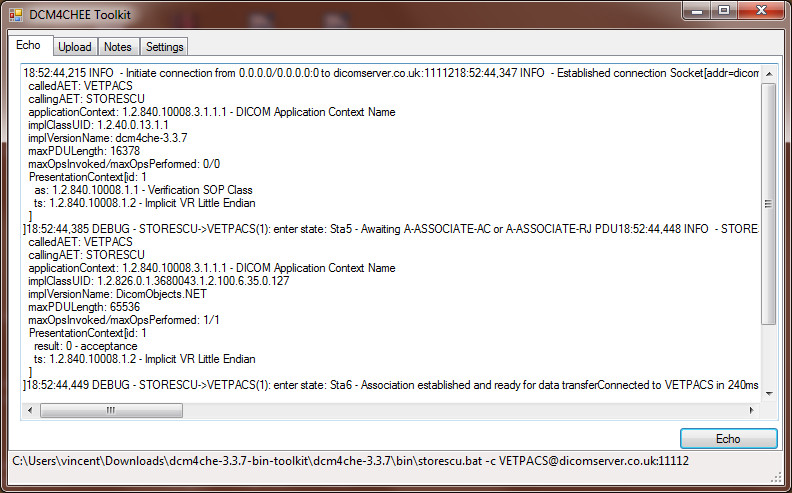 DCM4CHEE Toolkit
Echo Upload Notes Settings
18:52:44,215 INFO  - Initiate connection from 0.0.0.0/0.0.0.0:0 to dicomserver.co.uk:1111218:52:44,347 INFO  - Established connection Socket[addr=dicom
calledAET: VETPACS
callingAET: STORESCU
applicationContext: 1.2.840.10008.3.1.1.1 - DICOM Application Context Name
implClassUID: 1.2.40.0.13.1.1
implVersionName: dcm4che-3.3.7
maxPDULength: 16378
maxOpsInvoked/maxOpsPerformed: 0/0
PresentationContext[id: 1
as: 1.2.840.10008.1.1 - Verification SOP Class
ts: 1.2.840.10008.1.2 - Implicit VR Little Endian
]
]18:52:44,385 DEBUG - STORESCU->VETPACS(1): enter state: Sta5 - Awaiting A-ASSOCIATE-AC or A-ASSOCIATE-RJ PDU18:52:44,448 INFO  - STORE
calledAET: VETPACS
callingAET: STORESCU
applicationContext: 1.2.840.10008.3.1.1.1 - DICOM Application Context Name
implClassUID: 1.2.826.0.1.3680043.1.2.100.6.35.0.127
implVersionName: DicomObjects.NET
maxPDULength: 65536
maxOpsInvoked/maxOpsPerformed: 1/1
PresentationContext[id: 1
result: 0 - acceptance
ts: 1.2.840.10008.1.2 - Implicit VR Little Endian
]
]18:52:44,449 DEBUG - STORESCU->VETPACS(1): enter state: Sta6 - Association established and ready for data transferConnected to VETPACS in 240ms
Echo
C:\Users\vincent\Downloads\dcm4che-3.3.7-bin-toolkit\dcm4che-3.3.7\bin\storescu.bat -c VETPACS@dicomserver.co.uk:11112